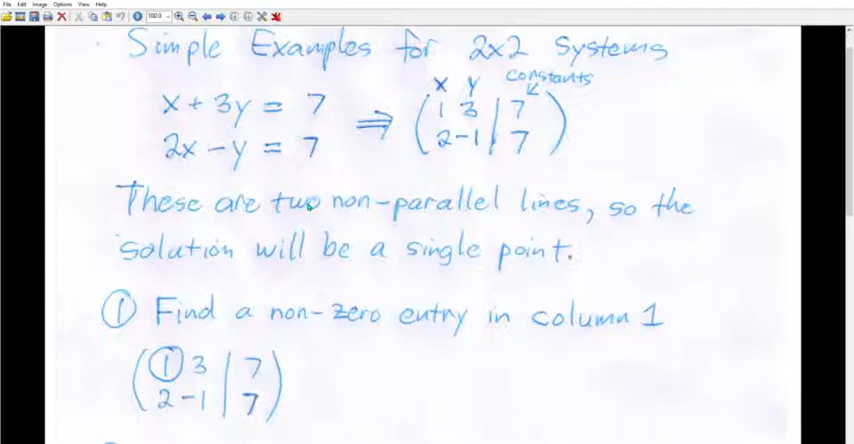 File Edit Image Options View Help
100.0
Simple Examples for 2x2 Systems
x y constants
x + 3y = 7 ⇒ ( 1 3 | 7 )
2x - y = 7 ( 2 -1 | 7 )
These are two non-parallel lines, so the
solution will be a single point.
① Find a non-zero entry in column 1
( ① 3 | 7 )
( 2 -1 | 7 )